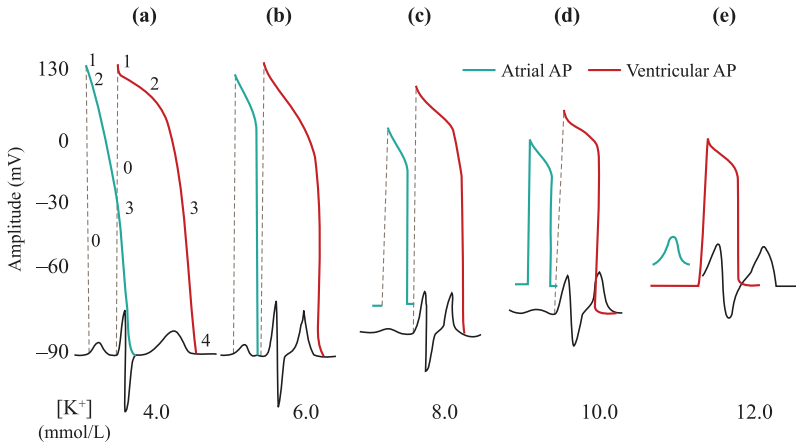 (a) (b) (c) (d) (e)
Atrial AP Ventricular AP
Amplitude (mV)
130
0
–30
–60
–90
1 1
2 2
0
3 3
0
4
[K⁺] 4.0 6.0 8.0 10.0 12.0
(mmol/L)